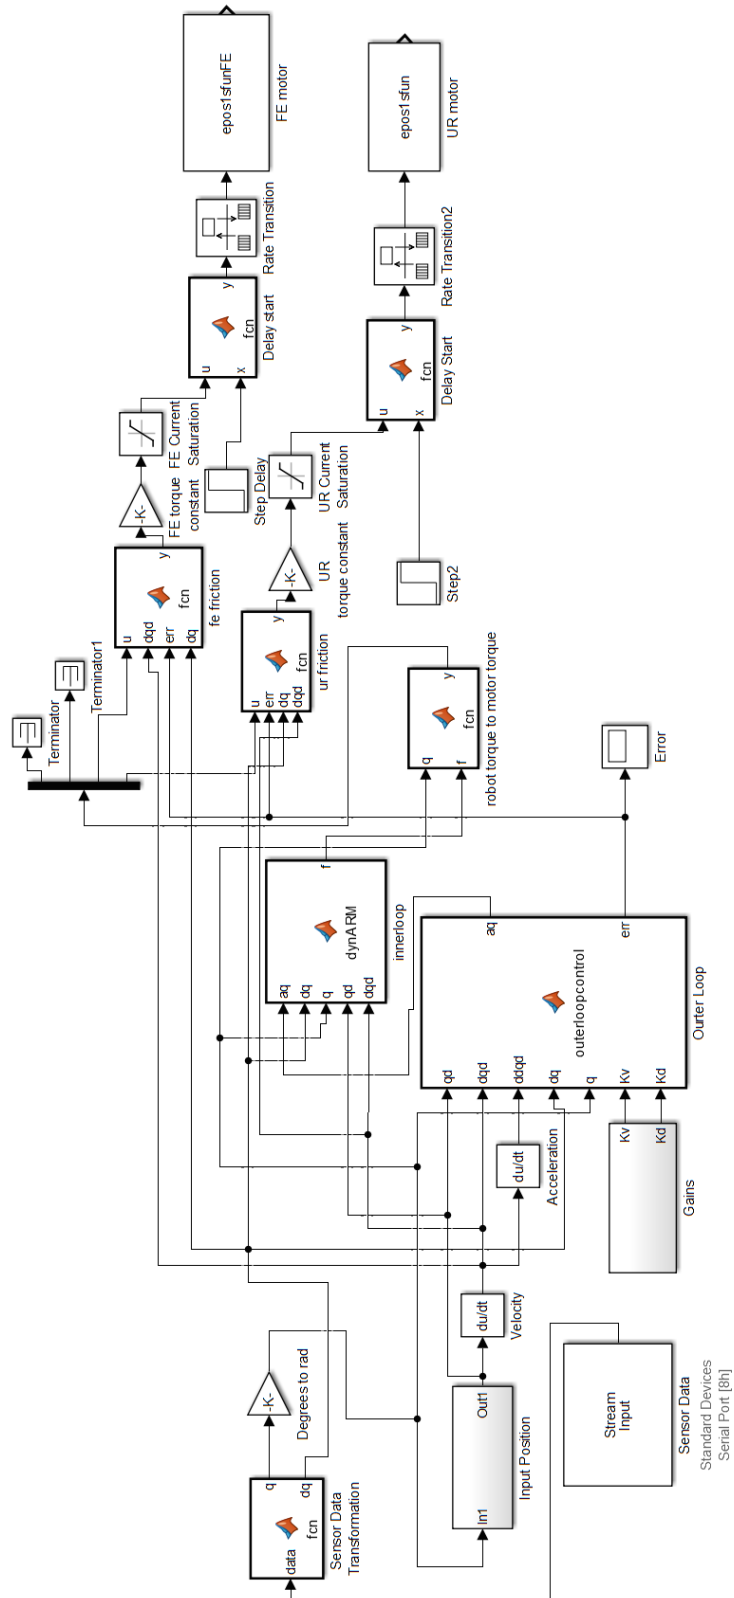 epos1sfunFE
FE motor
epos1sfun
UR motor
Rate Transition
Rate Transition2
y
fcn
u
x
Delay start
y
fcn
u
x
Delay Start
-K-
FE torque
constant
FE Current
Saturation
Step Delay
UR Current
Saturation
-K-
UR
torque constant
Step2
y
fcn
u
dqd
err
dq
fe friction
y
fcn
u
err
dq
dqd
ur friction
Terminator
Terminator1
y
fcn
q
f
robot torque to motor torque
Error
f
dynARM
aq
dq
q
qd
dqd
innerloop
aq
err
outerloopcontrol
qd
dqd
ddqd
dq
q
Kv
Kd
Ourter Loop
du/dt
Acceleration
Kv
Kd
Gains
du/dt
Velocity
-K-
Degrees to rad
Out1
In1
Input Position
q
dq
fcn
data
Sensor Data
Transformation
Stream
Input
Sensor Data
Standard Devices
Serial Port [8h]